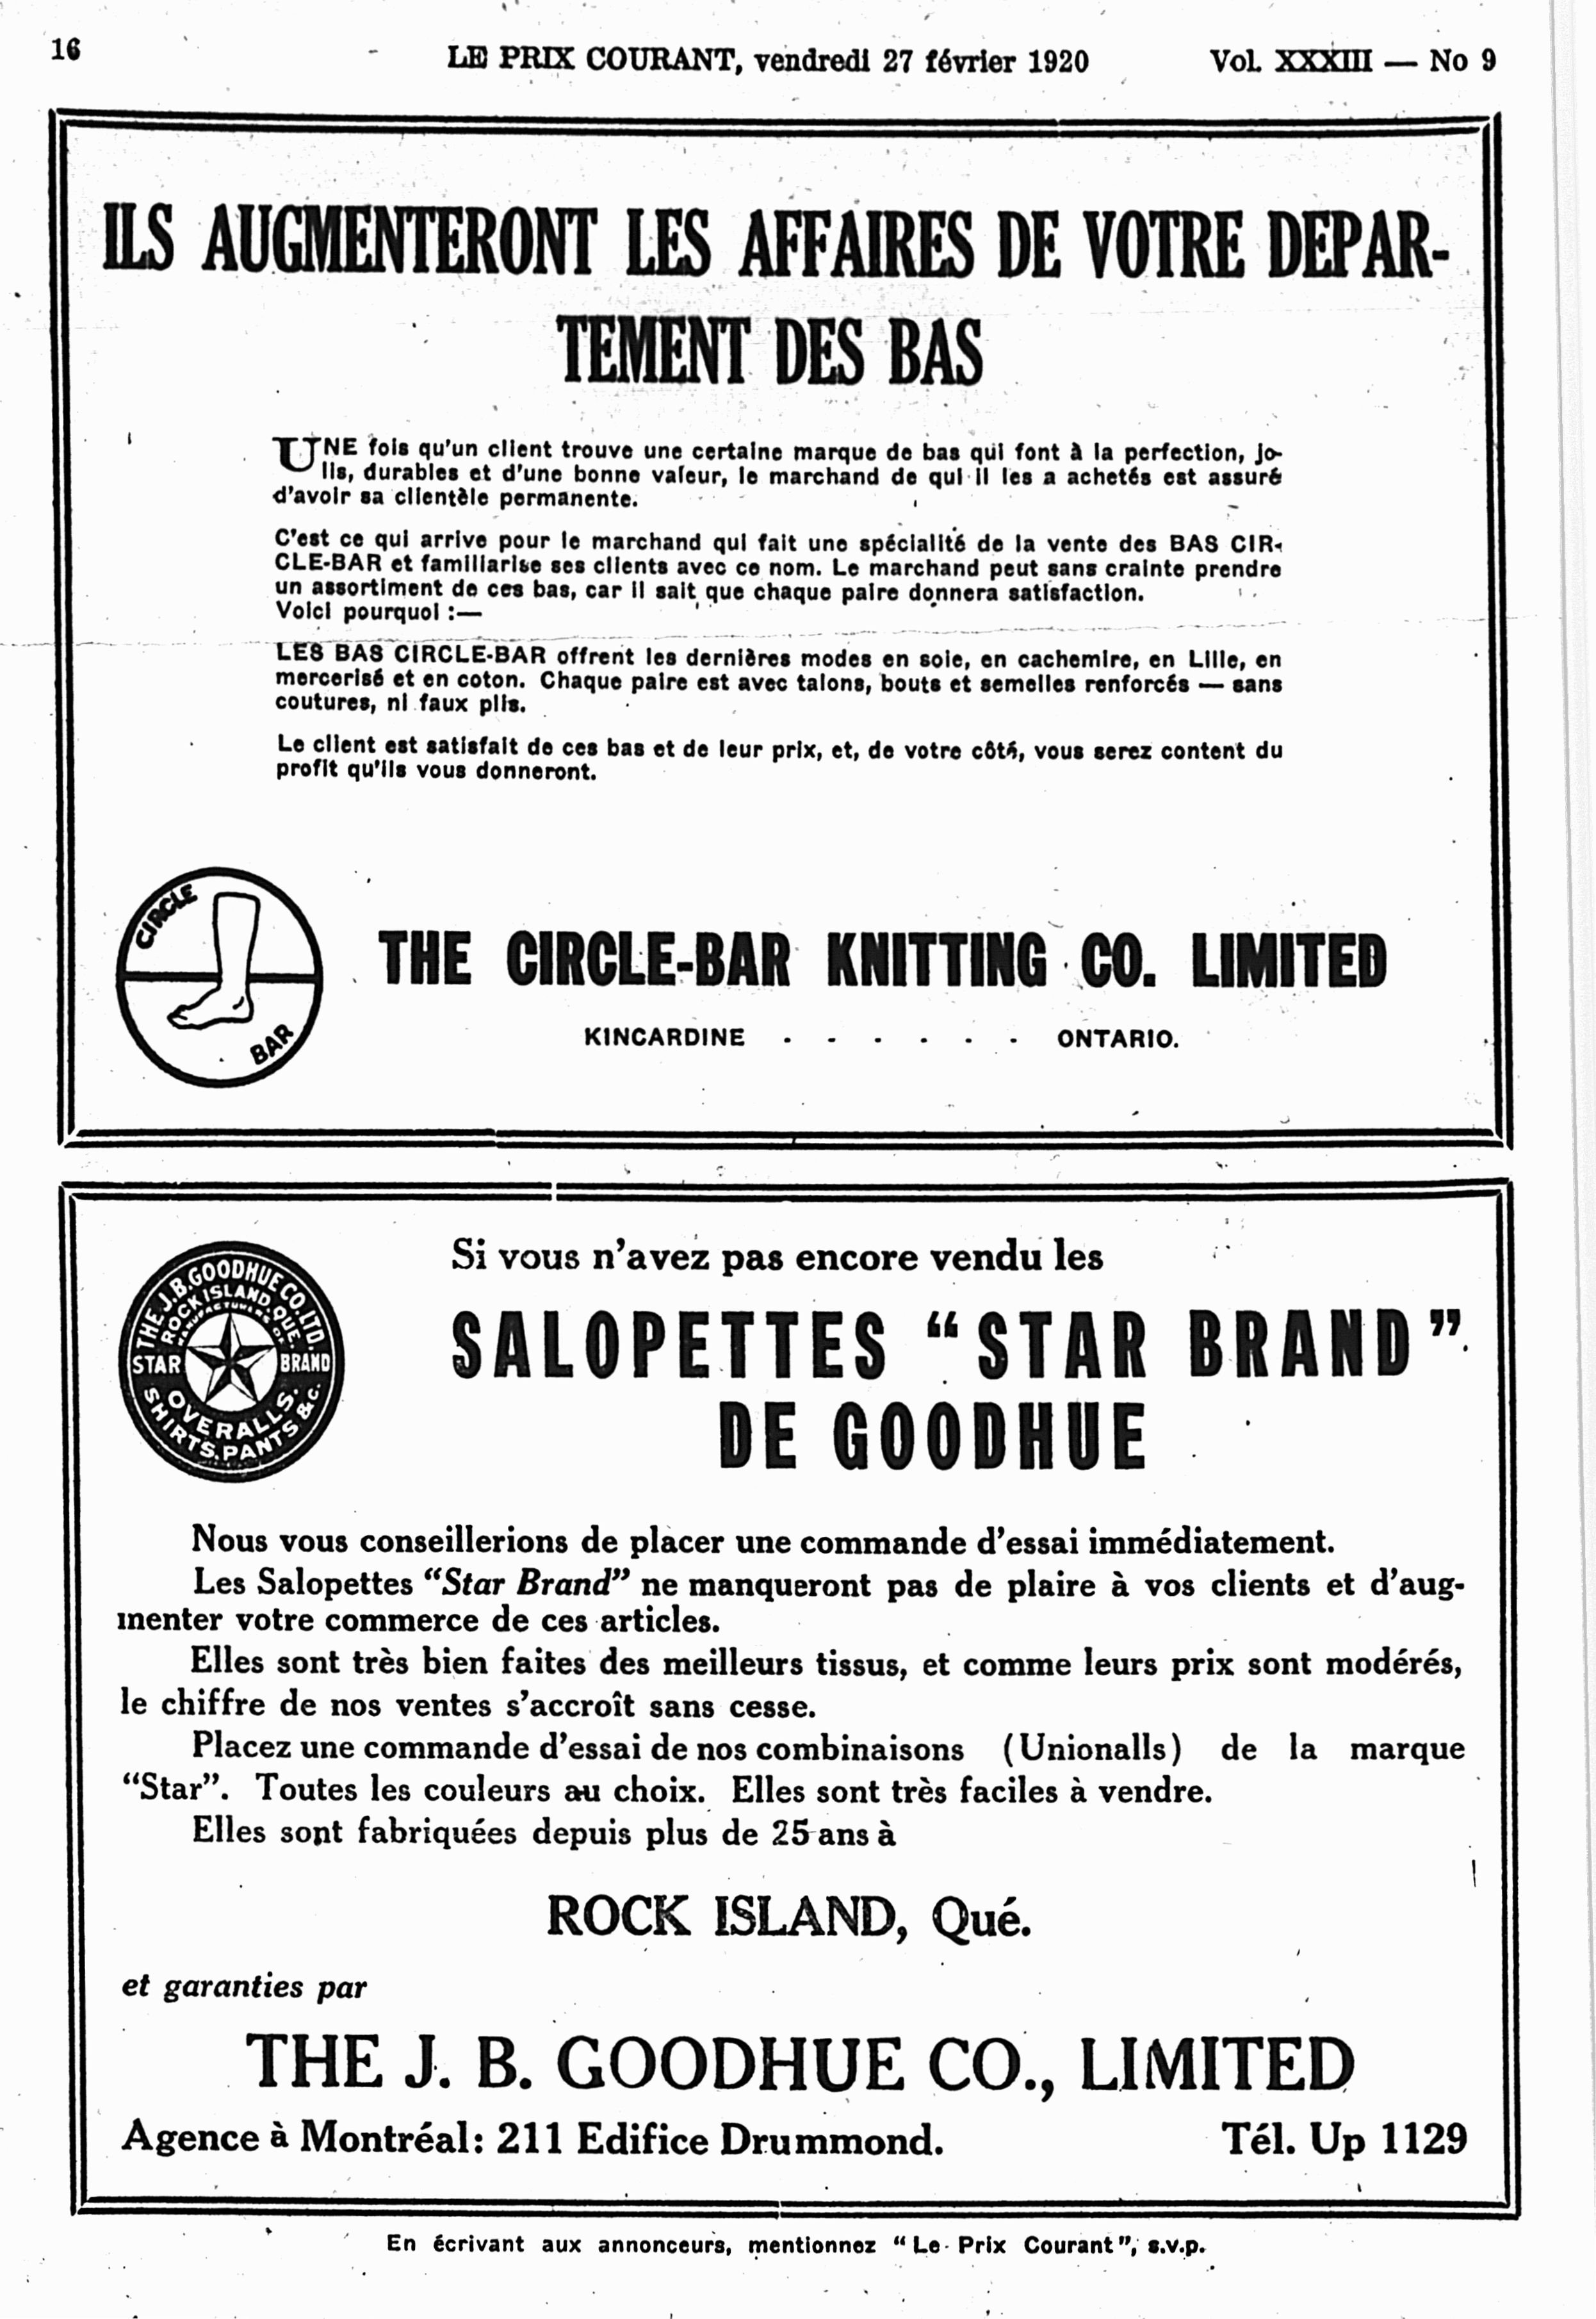 16
LE PRIX COURANT, vendredi 27 février 1920
Vol. XXXIII — No 9
ILS AUGMENTERONT LES AFFAIRES DE VOTRE DEPAR-
TEMENT DES BAS
UNE fois qu'un client trouve une certaine marque de bas qui font à la perfection, jo-
lis, durables et d'une bonne valeur, le marchand de qui il les a achetés est assuré
d'avoir sa clientèle permanente.
C'est ce qui arrive pour le marchand qui fait une spécialité de la vente des BAS CIR-
CLE-BAR et familiarise ses clients avec ce nom. Le marchand peut sans crainte prendre
un assortiment de ces bas, car il sait que chaque paire donnera satisfaction.
Voici pourquoi :—
LES BAS CIRCLE-BAR offrent les dernières modes en soie, en cachemire, en Lille, en
mercerisé et en coton. Chaque paire est avec talons, bouts et semelles renforcés — sans
coutures, ni faux plis.
Le client est satisfait de ces bas et de leur prix, et, de votre côté, vous serez content du
profit qu'ils vous donneront.
CIRCLE
BAR
THE CIRCLE-BAR KNITTING CO. LIMITED
KINCARDINE - - - - - - ONTARIO.
THE J.B. GOODHUE CO. LTD.
ROCK ISLAND, QUE.
MANUFACTURERS OF
STAR BRAND
OVERALLS.
SHIRTS, PANTS &c.
Si vous n'avez pas encore vendu les
SALOPETTES "STAR BRAND"
DE GOODHUE
Nous vous conseillerions de placer une commande d'essai immédiatement.
Les Salopettes "Star Brand" ne manqueront pas de plaire à vos clients et d'aug-
menter votre commerce de ces articles.
Elles sont très bien faites des meilleurs tissus, et comme leurs prix sont modérés,
le chiffre de nos ventes s'accroît sans cesse.
Placez une commande d'essai de nos combinaisons (Unionalls) de la marque
"Star". Toutes les couleurs au choix. Elles sont très faciles à vendre.
Elles sont fabriquées depuis plus de 25 ans à
ROCK ISLAND, Qué.
et garanties par
THE J. B. GOODHUE CO., LIMITED
Agence à Montréal: 211 Edifice Drummond. Tél. Up 1129
En écrivant aux annonceurs, mentionnez "Le Prix Courant", s.v.p.